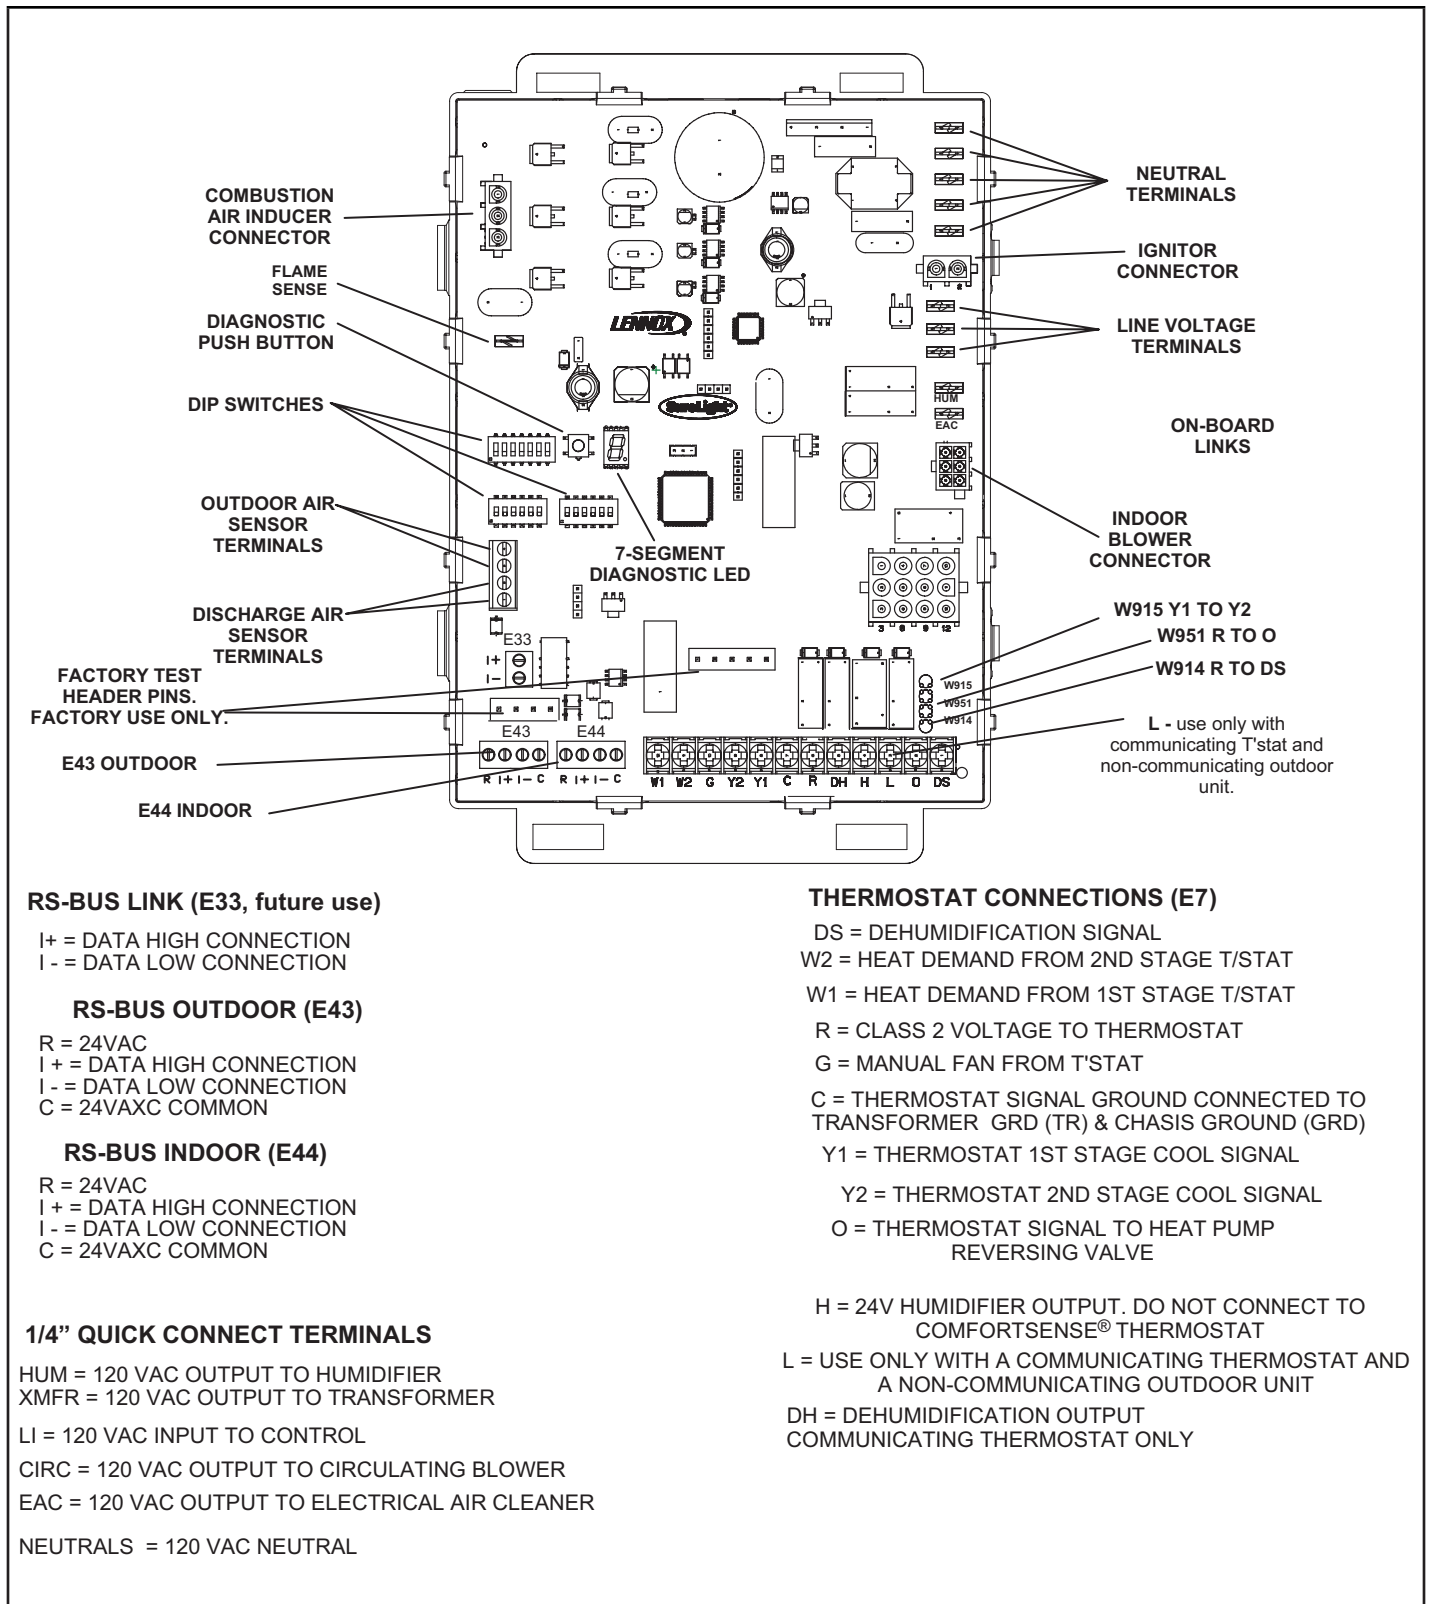 COMBUSTION
AIR INDUCER
CONNECTOR
FLAME
SENSE
DIAGNOSTIC
PUSH BUTTON
DIP SWITCHES
OUTDOOR AIR
SENSOR
TERMINALS
DISCHARGE AIR
SENSOR
TERMINALS
FACTORY TEST
HEADER PINS.
FACTORY USE ONLY.
E43 OUTDOOR
E44 INDOOR
LENNOX
SureLight
1 2
HUM
EAC
7-SEGMENT
DIAGNOSTIC LED
3 6 9 12
E33
I+
I-
E43
E44
R I+ I- C
R I+ I- C
W915
W951
W914
W1 W2 G Y2 Y1 C R DH H L O DS
NEUTRAL
TERMINALS
IGNITOR
CONNECTOR
LINE VOLTAGE
TERMINALS
ON-BOARD
LINKS
INDOOR
BLOWER
CONNECTOR
W915 Y1 TO Y2
W951 R TO O
W914 R TO DS
L - use only with
communicating T'stat and
non-communicating outdoor
unit.
RS-BUS LINK (E33, future use)
I+ = DATA HIGH CONNECTION
I - = DATA LOW CONNECTION
RS-BUS OUTDOOR (E43)
R = 24VAC
I + = DATA HIGH CONNECTION
I - = DATA LOW CONNECTION
C = 24VAXC COMMON
RS-BUS INDOOR (E44)
R = 24VAC
I + = DATA HIGH CONNECTION
I - = DATA LOW CONNECTION
C = 24VAXC COMMON
1/4” QUICK CONNECT TERMINALS
HUM = 120 VAC OUTPUT TO HUMIDIFIER
XMFR = 120 VAC OUTPUT TO TRANSFORMER
LI = 120 VAC INPUT TO CONTROL
CIRC = 120 VAC OUTPUT TO CIRCULATING BLOWER
EAC = 120 VAC OUTPUT TO ELECTRICAL AIR CLEANER
NEUTRALS = 120 VAC NEUTRAL
THERMOSTAT CONNECTIONS (E7)
DS = DEHUMIDIFICATION SIGNAL
W2 = HEAT DEMAND FROM 2ND STAGE T/STAT
W1 = HEAT DEMAND FROM 1ST STAGE T/STAT
R = CLASS 2 VOLTAGE TO THERMOSTAT
G = MANUAL FAN FROM T'STAT
C = THERMOSTAT SIGNAL GROUND CONNECTED TO
TRANSFORMER GRD (TR) & CHASIS GROUND (GRD)
Y1 = THERMOSTAT 1ST STAGE COOL SIGNAL
Y2 = THERMOSTAT 2ND STAGE COOL SIGNAL
O = THERMOSTAT SIGNAL TO HEAT PUMP
REVERSING VALVE
H = 24V HUMIDIFIER OUTPUT. DO NOT CONNECT TO
COMFORTSENSE® THERMOSTAT
L = USE ONLY WITH A COMMUNICATING THERMOSTAT AND
A NON-COMMUNICATING OUTDOOR UNIT
DH = DEHUMIDIFICATION OUTPUT
COMMUNICATING THERMOSTAT ONLY